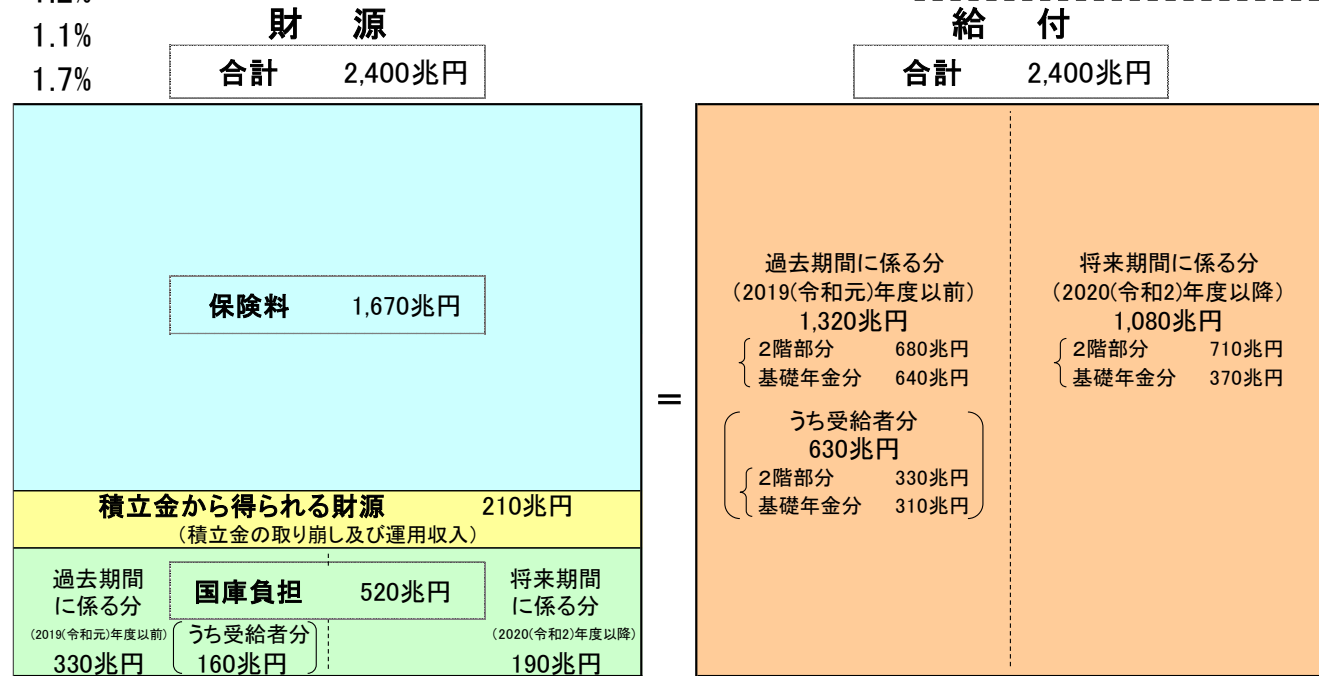 1.1%
1.7%
財　源
合計　2,400兆円
給　付
合計　2,400兆円
保険料　1,670兆円
積立金から得られる財源　210兆円
（積立金の取り崩し及び運用収入）
過去期間
に係る分
(2019(令和元)年度以前)
330兆円
国庫負担　520兆円
うち受給者分
160兆円
将来期間
に係る分
(2020(令和2)年度以降)
190兆円
＝
過去期間に係る分
（2019(令和元)年度以前）
1,320兆円
２階部分　680兆円
基礎年金分　640兆円
うち受給者分
630兆円
２階部分　330兆円
基礎年金分　310兆円
将来期間に係る分
（2020(令和2)年度以降）
1,080兆円
２階部分　710兆円
基礎年金分　370兆円